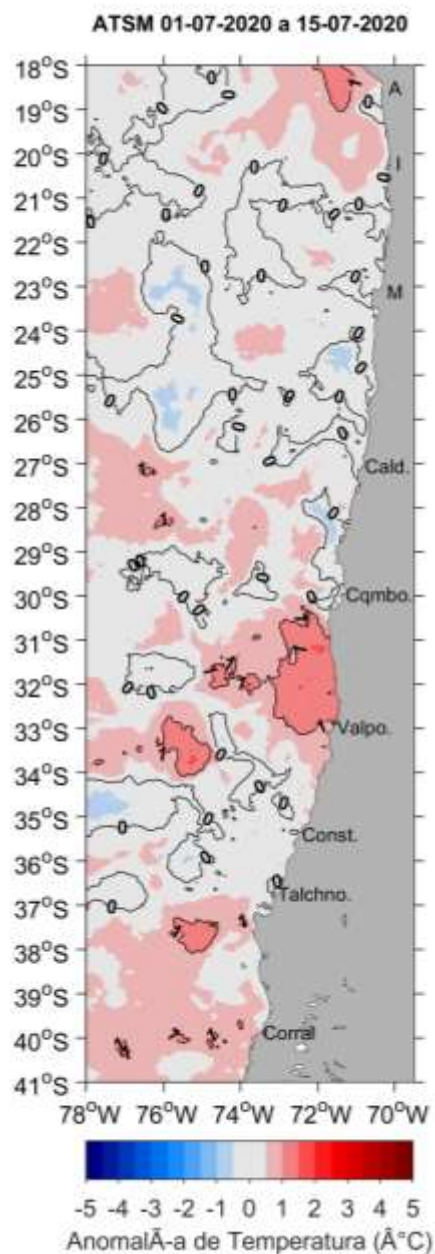 ATSM 01-07-2020 a 15-07-2020
18°S
A
19°S
20°S
I
21°S
22°S
23°S
M
24°S
25°S
26°S
27°S
Cald.
28°S
29°S
30°S
Cqmbo.
31°S
32°S
33°S
Valpo.
34°S
35°S
Const.
36°S
Talchno.
37°S
38°S
39°S
40°S
Corral
41°S
78°W 76°W 74°W 72°W 70°W
-5 -4 -3 -2 -1 0 1 2 3 4 5
AnomalÃ-a de Temperatura (Â°C)